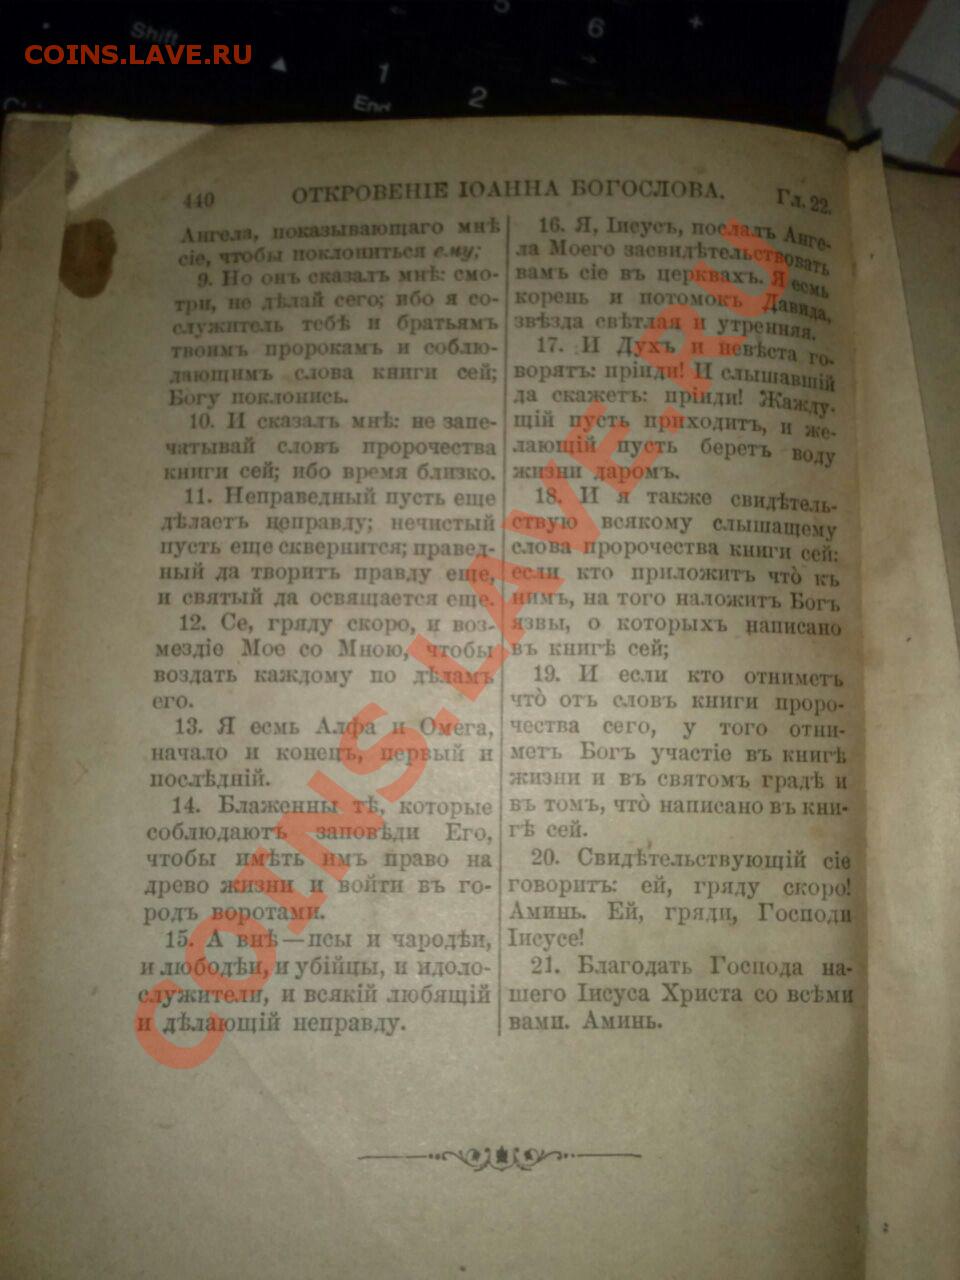 COINS.LAVE.RU
Shift
5
6
+
1
End
2
440
ОТКРОВЕНІЕ ІОАННА БОГОСЛОВА.
Гл. 22.
Ангела, показывающаго мнѣ
сіе, чтобы поклониться ему;
9. Но онъ сказалъ мнѣ: смо-
три, не дѣлай сего; ибо я со-
служитель тебѣ и братьямъ
твоимъ пророкамъ и соблю-
дающимъ слова книги сей;
Богу поклонись.
10. И сказалъ мнѣ: не запе-
чатывай словъ пророчества
книги сей; ибо время близко.
11. Неправедный пусть еще
дѣлаетъ неправду; нечистый
пусть еще сквернится; правед-
ный да творитъ правду еще,
и святый да освящается еще.
12. Се, гряду скоро, и воз-
мездіе Мое со Мною, чтобы
воздать каждому по дѣламъ
его.
13. Я есмь Алфа и Омега,
начало и конецъ, первый и
послѣдній.
14. Блаженны тѣ, которые
соблюдаютъ заповѣди Его,
чтобы имѣть имъ право на
древо жизни и войти въ го-
родъ воротами.
15. А внѣ—псы и чародѣи,
и любодѣи, и убійцы, и идоло-
служители, и всякій любящій
и дѣлающій неправду.
16. Я, Іисусъ, послалъ Анге-
ла Моего засвидѣтельствовать
вамъ сіе въ церквахъ. Я есмь
корень и потомокъ Давида,
звѣзда свѣтлая и утренняя.
17. И Духъ и невѣста го-
ворятъ: пріиди! И слышавшій
да скажетъ: пріиди! Жажду-
щій пусть приходитъ, и же-
лающій пусть беретъ воду
жизни даромъ.
18. И я также свидѣтель-
ствую всякому слышащему
слова пророчества книги сей:
если кто приложитъ что̀ къ
нимъ, на того наложитъ Богъ
язвы, о которыхъ написано
въ книгѣ сей;
19. И если кто отниметъ
что̀ отъ словъ книги проро-
чества сего, у того отни-
метъ Богъ участіе въ книгѣ
жизни и въ святомъ градѣ и
въ томъ, что̀ написано въ кни-
гѣ сей.
20. Свидѣтельствующій сіе
говоритъ: ей, гряду скоро!
Аминь. Ей, гряди, Господи
Іисусе!
21. Благодать Господа на-
шего Іисуса Христа со всѣми
вами. Аминь.
COINS.LAVE.RU